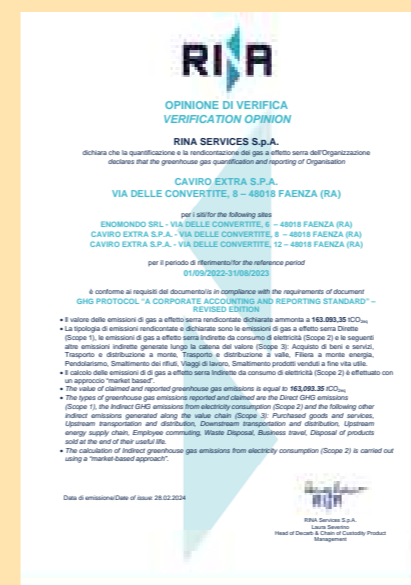 RINA
OPINIONE DI VERIFICA
VERIFICATION OPINION
RINA SERVICES S.p.A.
dichiara che la quantificazione e la rendicontazione dei gas a effetto serra dell'Organizzazione
declares that the greenhouse gas quantification and reporting of Organisation
CAVIRO EXTRA S.P.A.
VIA DELLE CONVERTITE, 8 – 48018 FAENZA (RA)
per i siti/for the following sites
ENOMONDO SRL - VIA DELLE CONVERTITE, 6 – 48018 FAENZA (RA)
CAVIRO EXTRA S.P.A. - VIA DELLE CONVERTITE, 8 – 48018 FAENZA (RA)
CAVIRO EXTRA S.P.A. - VIA DELLE CONVERTITE, 12 – 48018 FAENZA (RA)
per il periodo di riferimento/for the reference period
01/09/2022-31/08/2023
è conforme ai requisiti del documento/is in compliance with the requirements of document
GHG PROTOCOL "A CORPORATE ACCOUNTING AND REPORTING STANDARD" –
REVISED EDITION
• Il valore delle emissioni di gas a effetto serra rendicontate dichiarate ammonta a 163.093,35 tCO2eq
• La tipologia di emissioni rendicontate e dichiarate sono le emissioni di gas a effetto serra Dirette
(Scope 1), le emissioni di gas a effetto serra Indirette da consumo di elettricità (Scope 2) e le seguenti
altre emissioni indirette generate lungo la catena del valore (Scope 3): Acquisto di beni e servizi,
Trasporto e distribuzione a monte, Trasporto e distribuzione a valle, Filiera a monte energia,
Pendolarismo, Smaltimento dei rifiuti, Viaggi di lavoro, Smaltimento prodotti venduti a fine vita utile.
• Il calcolo delle emissioni di di gas a effetto serra Indirette da consumo di elettricità (Scope 2) è effettuato con
un approccio "market based".
• The value of claimed and reported greenhouse gas emissions is equal to 163,093.35 tCO2eq
• The types of greenhouse gas emissions reported and claimed are the Direct GHG emissions
(Scope 1), the Indirect GHG emissions from electricity consumption (Scope 2) and the following other
indirect emissions generated along the value chain (Scope 3): Purchased goods and services,
Upstream transportation and distribution, Downstream transportation and distribution, Upstream
energy supply chain, Employee commuting, Waste Disposal, Business travel, Disposal of products
sold at the end of their useful life.
• The calculation of Indirect greenhouse gas emissions from electricity consumption (Scope 2) is carried out
using a "market-based approach".
Data di emissione/Date of issue: 28.02.2024
RINA Services S.p.A.
Laura Severino
Head of Decarb & Chain of Custody Product
Management